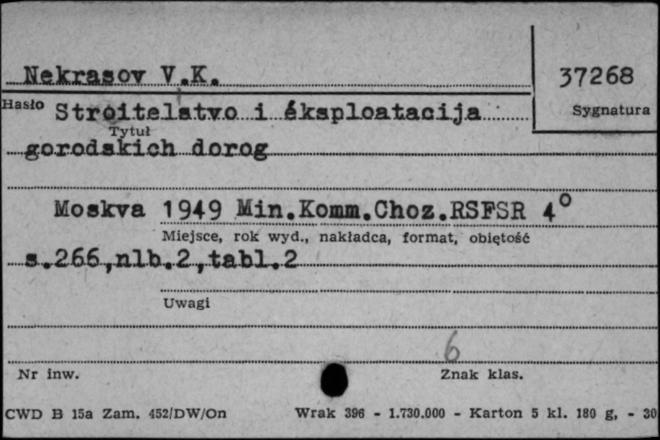 Nekrasov V.K.
37268
Hasło
Stroitelstvo i éksploatacija
Sygnatura
Tytuł
gorodskich dorog
Moskva 1949 Min.Komm.Choz.RSFSR 4°
Miejsce, rok wyd., nakładca, format, obiętość
s.266,nlb.2,tabl.2
Uwagi
6
Nr inw.
Znak klas.
CWD B 15a Zam. 452/DW/On
Wrak 396 - 1.730.000 - Karton 5 kl. 180 g, - 30